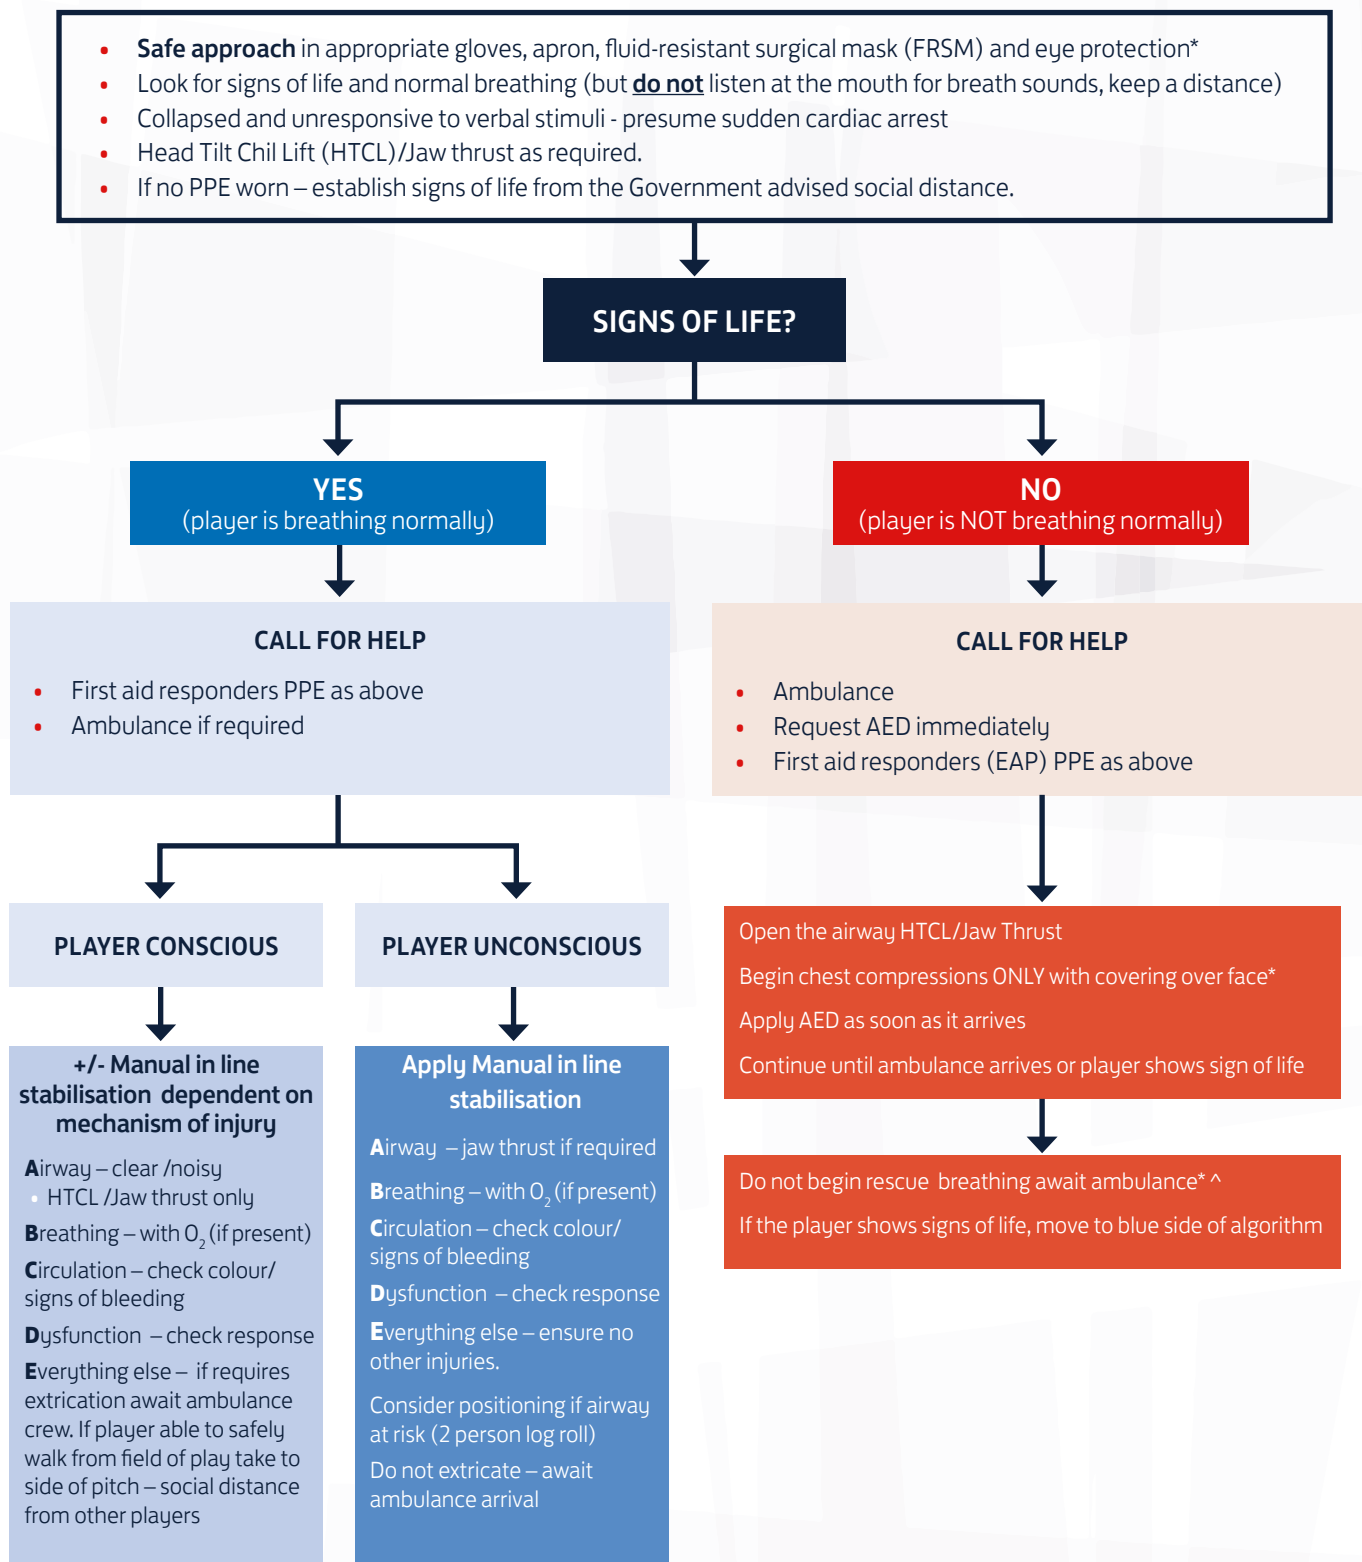 • Safe approach in appropriate gloves, apron, fluid-resistant surgical mask (FRSM) and eye protection*
• Look for signs of life and normal breathing (but do not listen at the mouth for breath sounds, keep a distance)
• Collapsed and unresponsive to verbal stimuli - presume sudden cardiac arrest
• Head Tilt Chil Lift (HTCL)/Jaw thrust as required.
• If no PPE worn – establish signs of life from the Government advised social distance.
SIGNS OF LIFE?
YES
(player is breathing normally)
NO
(player is NOT breathing normally)
CALL FOR HELP
• First aid responders PPE as above
• Ambulance if required
CALL FOR HELP
• Ambulance
• Request AED immediately
• First aid responders (EAP) PPE as above
PLAYER CONSCIOUS
PLAYER UNCONSCIOUS
+/- Manual in line
stabilisation dependent on
mechanism of injury
Airway – clear /noisy
• HTCL /Jaw thrust only
Breathing – with O₂ (if present)
Circulation – check colour/
signs of bleeding
Dysfunction – check response
Everything else – if requires
extrication await ambulance
crew. If player able to safely
walk from field of play take to
side of pitch – social distance
from other players
Apply Manual in line
stabilisation
Airway – jaw thrust if required
Breathing – with O₂ (if present)
Circulation – check colour/
signs of bleeding
Dysfunction – check response
Everything else – ensure no
other injuries.
Consider positioning if airway
at risk (2 person log roll)
Do not extricate – await
ambulance arrival
Open the airway HTCL/Jaw Thrust
Begin chest compressions ONLY with covering over face*
Apply AED as soon as it arrives
Continue until ambulance arrives or player shows sign of life
Do not begin rescue breathing await ambulance* ^
If the player shows signs of life, move to blue side of algorithm